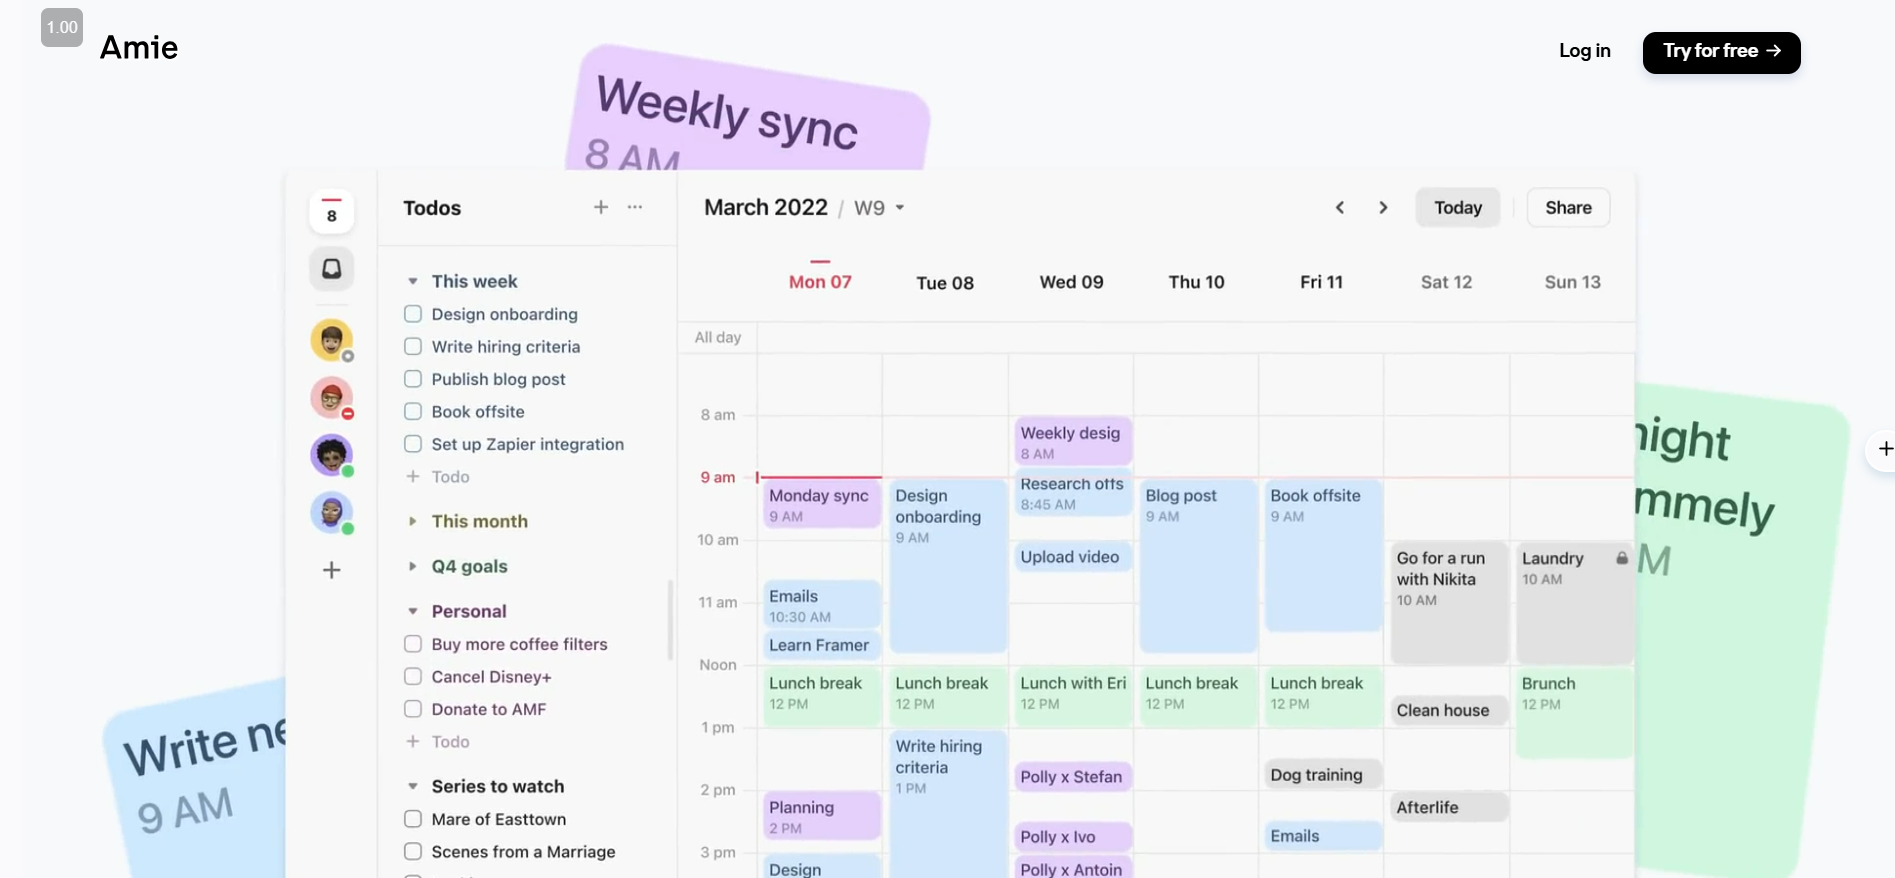 1.00
Amie
Log in
Try for free →
Weekly sync
8 AM
8
Todos
This week
Design onboarding
Write hiring criteria
Publish blog post
Book offsite
Set up Zapier integration
+ Todo
This month
Q4 goals
Personal
Buy more coffee filters
Cancel Disney+
Donate to AMF
+ Todo
Series to watch
Mare of Easttown
Scenes from a Marriage
March 2022 / W9
Today
Share
Mon 07
Tue 08
Wed 09
Thu 10
Fri 11
Sat 12
Sun 13
All day
8 am
9 am
10 am
11 am
Noon
1 pm
2 pm
3 pm
Monday sync
9 AM
Emails
10:30 AM
Learn Framer
Lunch break
12 PM
Planning
2 PM
Design
Design
onboarding
9 AM
Lunch break
12 PM
Write hiring
criteria
1 PM
Weekly desig
8 AM
Research offs
8:45 AM
Upload video
Lunch with Eri
12 PM
Polly x Stefan
Polly x Ivo
Polly x Antoin
Blog post
9 AM
Lunch break
12 PM
Book offsite
9 AM
Lunch break
12 PM
Dog training
Emails
Go for a run
with Nikita
10 AM
Clean house
Afterlife
Laundry
10 AM
Brunch
12 PM
Write ne
9 AM
night
mmely
M